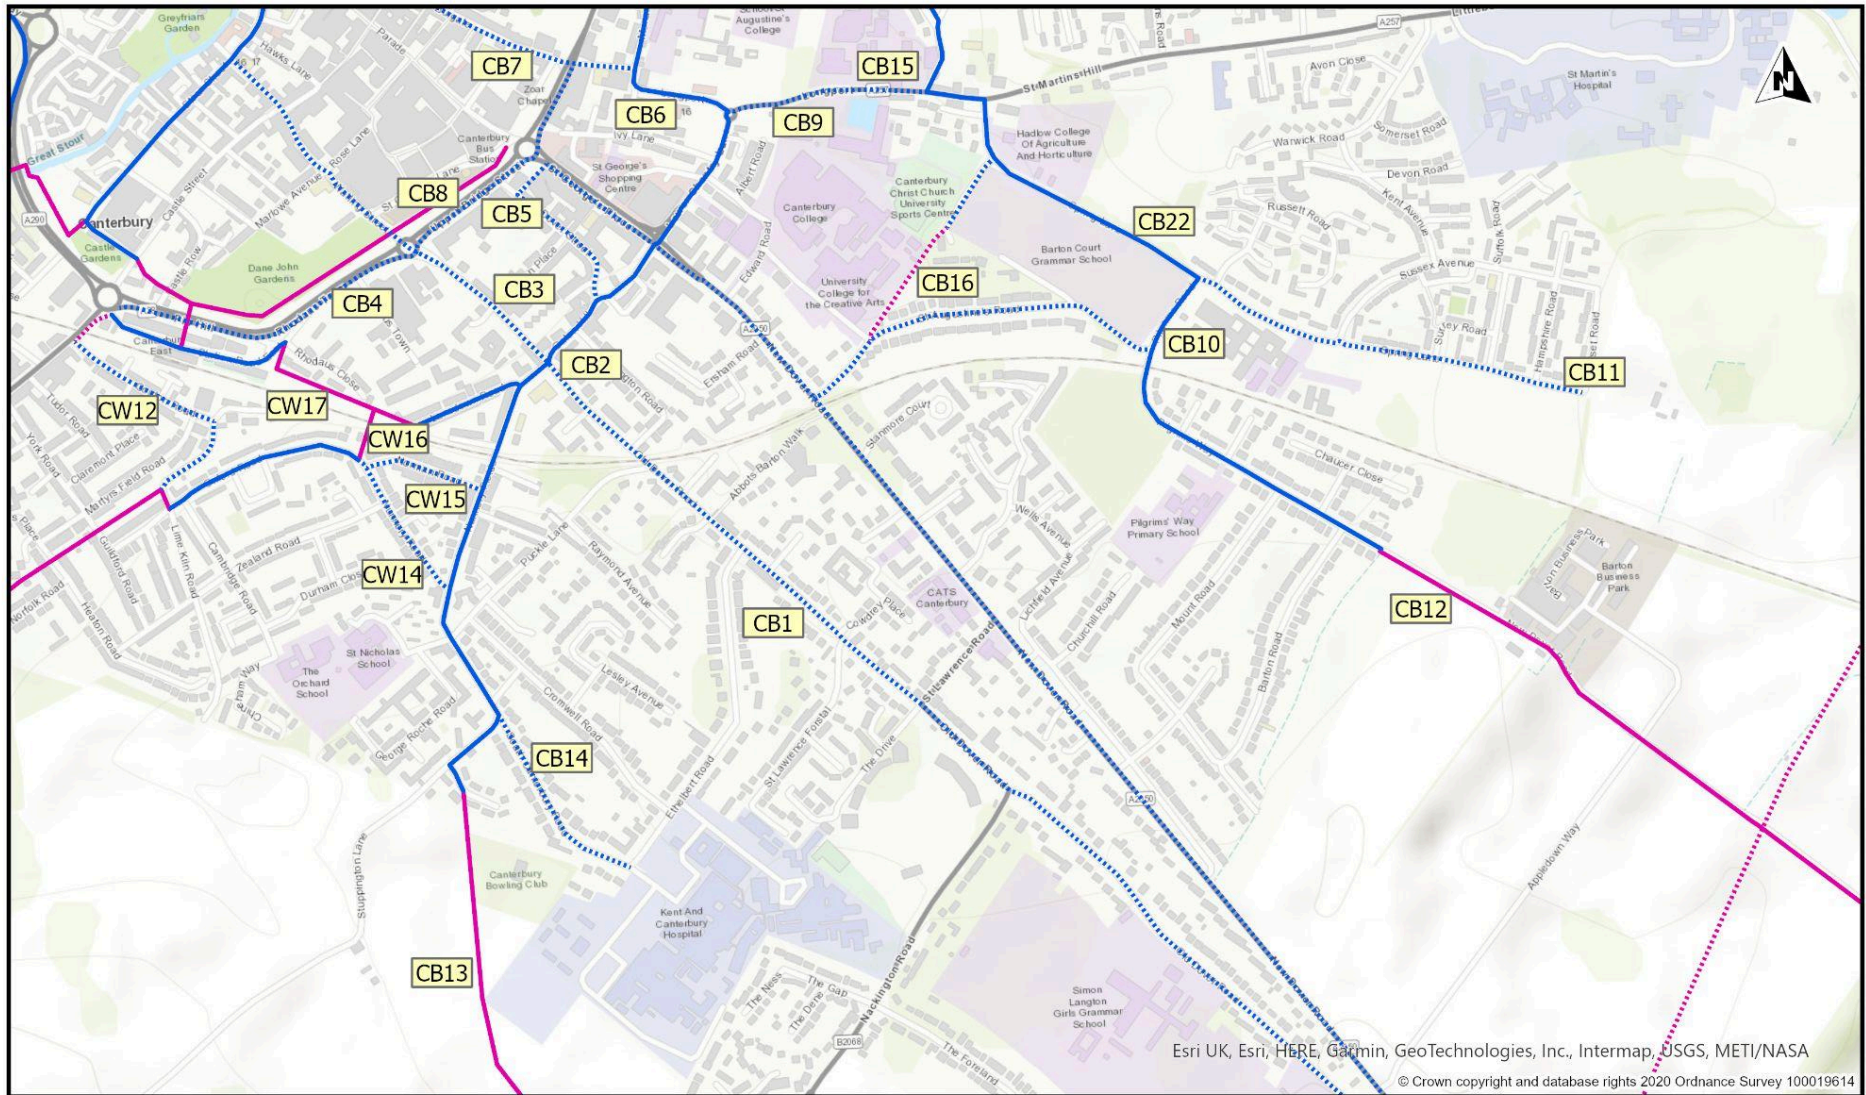 Greyfriars
Garden
Augustine's
College
A257
Hawks Lane
Parade
CB7
CB15
St Martins Hill
Avon Close
St Martin's
Hospital
N
Zoar
Chapel
CB6
16
CB9
Ivy Lane
Somerset Road
Warwick Road
Hadlow College
Of Agriculture
And Horticulture
Great Stour
Rose Lane
Canterbury
Bus
Station
St George's
Shopping
Centre
Albert Road
Canterbury
College
Canterbury
Christ Church
University
Sports Centre
Devon Road
Kent Avenue
Castle Street
Marlowe Avenue
CB8
CB5
A290
Canterbury
Castle
Gardens
Castle Row
Dane John
Gardens
Edward Road
CB22
Russett Road
Suffolk Road
Barton Court
Grammar School
Sussex Avenue
CB3
CB4
University
College for
the Creative Arts
CB16
Hampshire Road
Canterbury
East
Rhodaus Close
CB2
Ersham Road
CB10
CB11
CW12
CW17
Tudor Road
York Road
Claremont Place
Martyrs Field Road
CW16
CW15
Abbots Barton Walk
Stanmore Court
Chaucer Close
Pilgrims' Way
Primary School
Wells Avenue
Lime Kiln Road
Guildford Road
Cambridge Road
Zealand Road
CW14
Puckle Lane
Raymond Avenue
Barton
Business
Park
Norfolk Road
Heaton Road
CATS
Canterbury
Cowdrey Place
CB1
Lichfield Avenue
Churchill Road
Mount Road
CB12
St Nicholas
School
The
Orchard
School
St Lawrence Road
Barton Road
Lesley Avenue
Cromwell Road
George Roche Road
St Lawrence Forstal
The Drive
Old Dover Road
New Dover Road
CB14
Ethelbert Road
Stuppington Lane
Canterbury
Bowling Club
Appledown Way
Kent And
Canterbury
Hospital
CB13
The Ness
The Gap
The Dene
Nackington Road
Simon
Langton
Girls Grammar
School
B2068
The Foreland
Esri UK, Esri, HERE, Garmin, GeoTechnologies, Inc., Intermap, USGS, METI/NASA
© Crown copyright and database rights 2020 Ordnance Survey 100019614